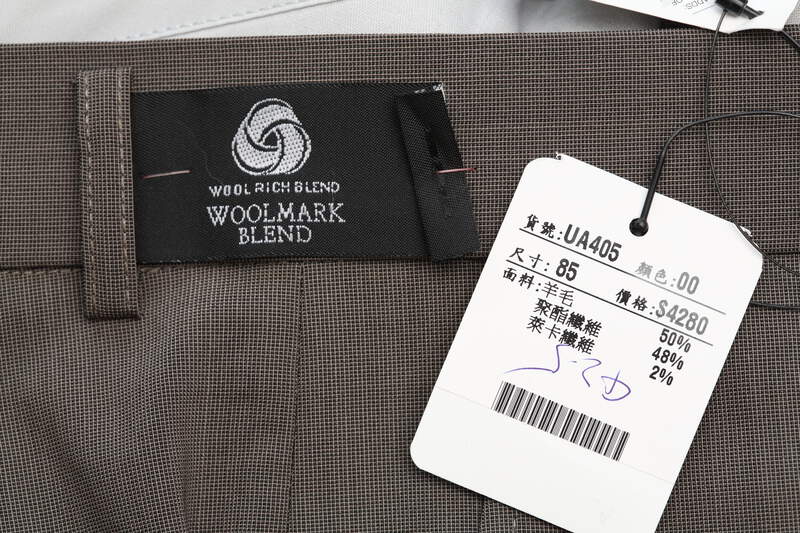 WOOL RICH BLEND
WOOLMARK
BLEND
貨號:UA405 顏色:00
尺寸: 85 價格:$4280
面料:羊毛 50%
聚酯纖維 48%
萊卡纖維 2%